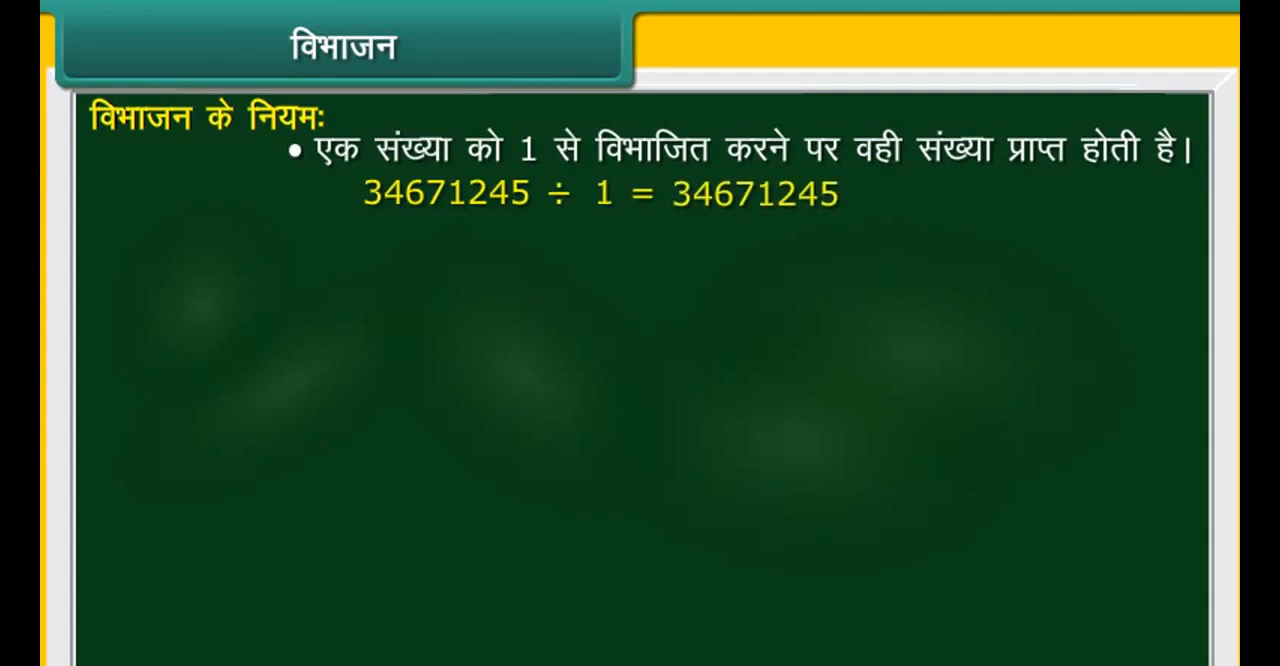 विभाजन
विभाजन के नियमः
• एक संख्या को 1 से विभाजित करने पर वही संख्या प्राप्त होती है।
34671245 ÷ 1 = 34671245